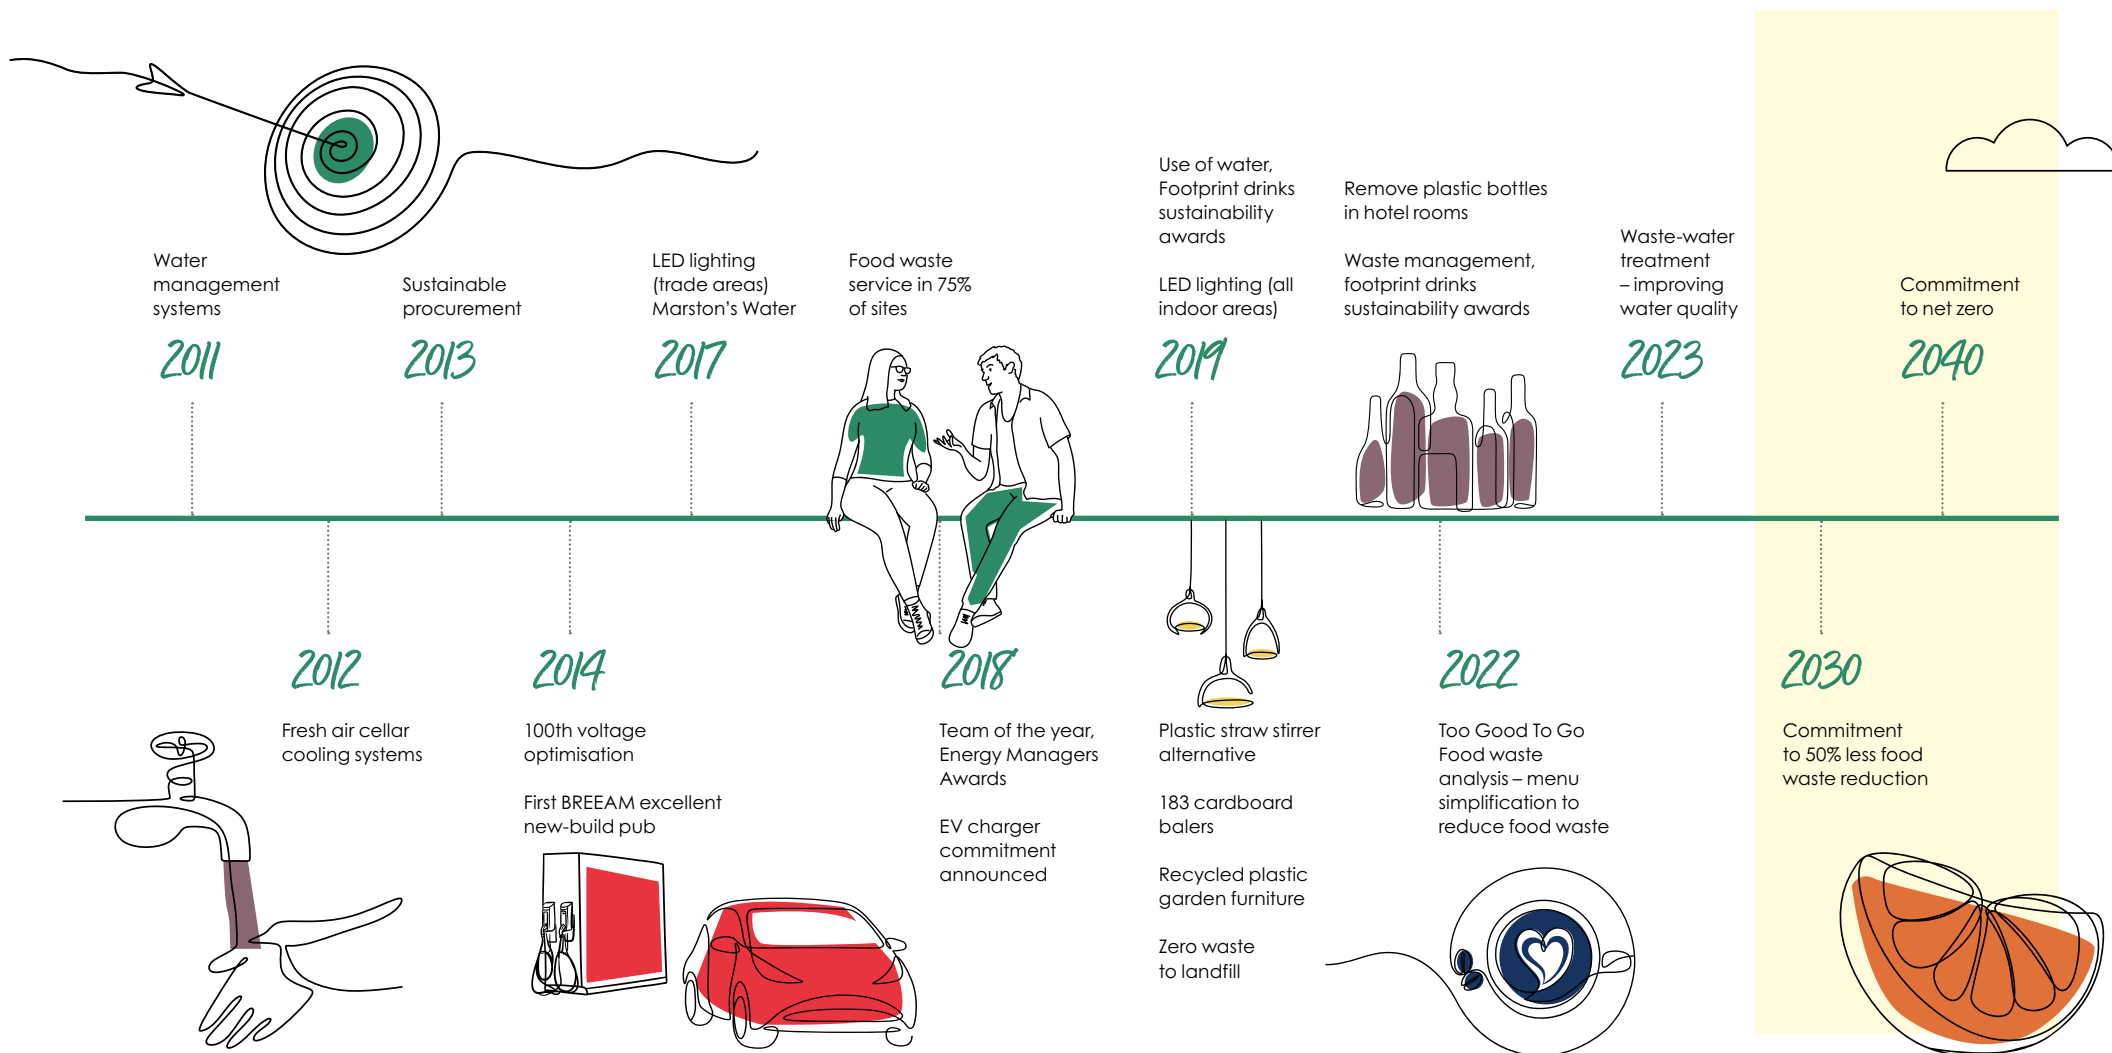 Water
management
systems
2011
Fresh air cellar
cooling systems
2012
Sustainable
procurement
2013
2014
100th voltage
optimisation
First BREEAM excellent
new-build pub
LED lighting
(trade areas)
Marston's Water
2017
Food waste
service in 75%
of sites
2018
Team of the year,
Energy Managers
Awards
EV charger
commitment
announced
Use of water,
Footprint drinks
sustainability
awards
LED lighting (all
indoor areas)
2019
Plastic straw stirrer
alternative
183 cardboard
balers
Recycled plastic
garden furniture
Zero waste
to landfill
Remove plastic bottles
in hotel rooms
Waste management,
footprint drinks
sustainability awards
2022
Too Good To Go
Food waste
analysis – menu
simplification to
reduce food waste
Waste-water
treatment
– improving
water quality
2023
2030
Commitment
to 50% less food
waste reduction
Commitment
to net zero
2040